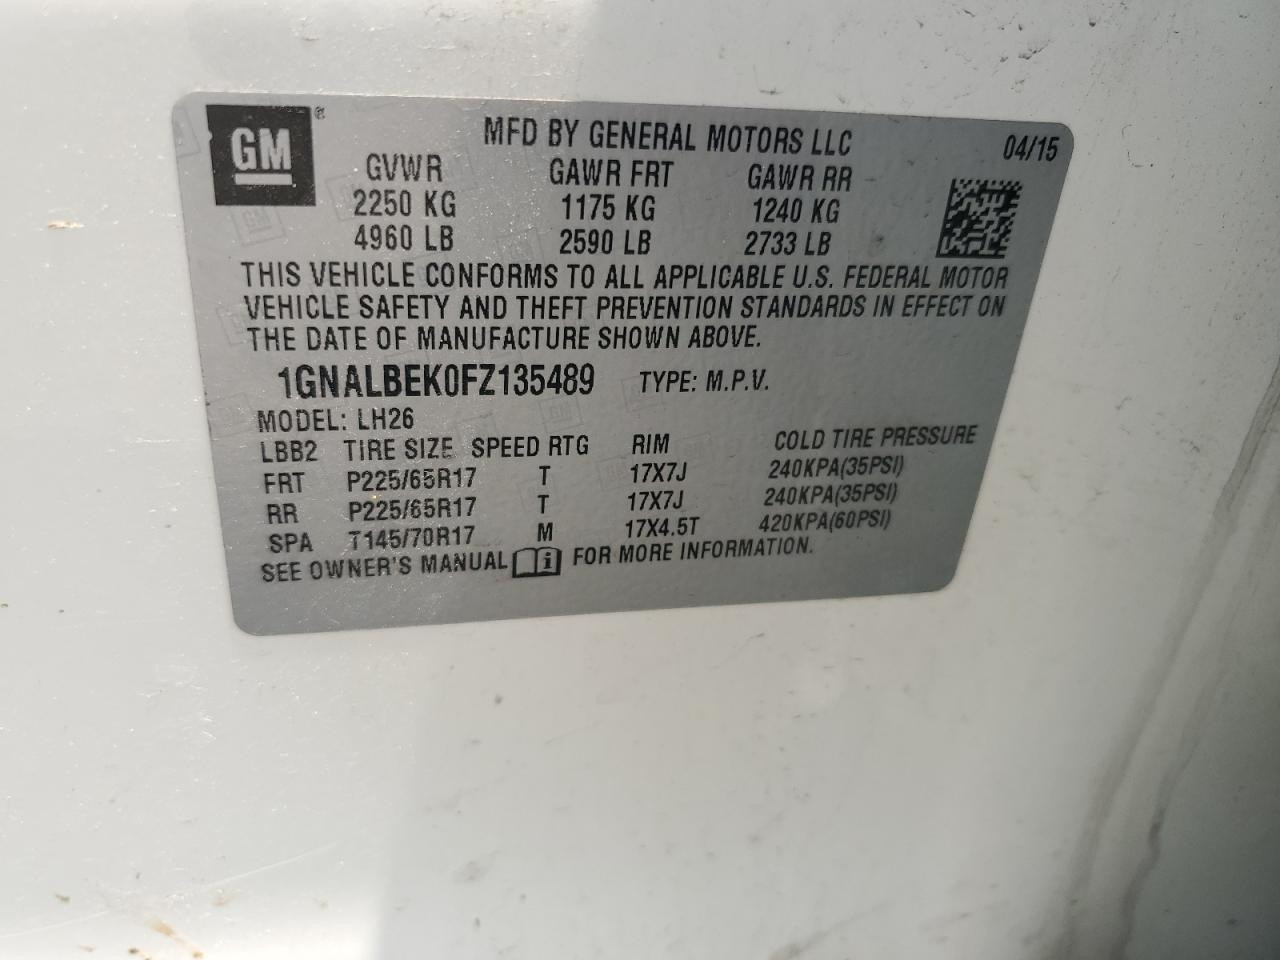 GM ®
MFD BY GENERAL MOTORS LLC 04/15
GVWR GAWR FRT GAWR RR
2250 KG 1175 KG 1240 KG
4960 LB 2590 LB 2733 LB
THIS VEHICLE CONFORMS TO ALL APPLICABLE U.S. FEDERAL MOTOR
VEHICLE SAFETY AND THEFT PREVENTION STANDARDS IN EFFECT ON
THE DATE OF MANUFACTURE SHOWN ABOVE.
1GNALBEK0FZ135489 TYPE: M.P.V.
MODEL: LH26
LBB2 TIRE SIZE SPEED RTG RIM COLD TIRE PRESSURE
FRT P225/65R17 T 17X7J 240KPA(35PSI)
RR P225/65R17 T 17X7J 240KPA(35PSI)
SPA T145/70R17 M 17X4.5T 420KPA(60PSI)
SEE OWNER'S MANUAL i FOR MORE INFORMATION.